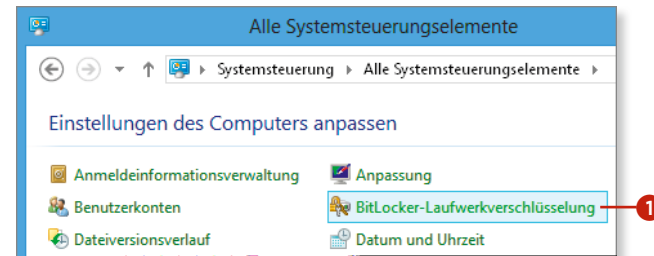 Alle Systemsteuerungselemente
Systemsteuerung Alle Systemsteuerungselemente
Einstellungen des Computers anpassen
Anmeldeinformationsverwaltung Anpassung
Benutzerkonten BitLocker-Laufwerkverschlüsselung 1
Dateiversionsverlauf Datum und Uhrzeit